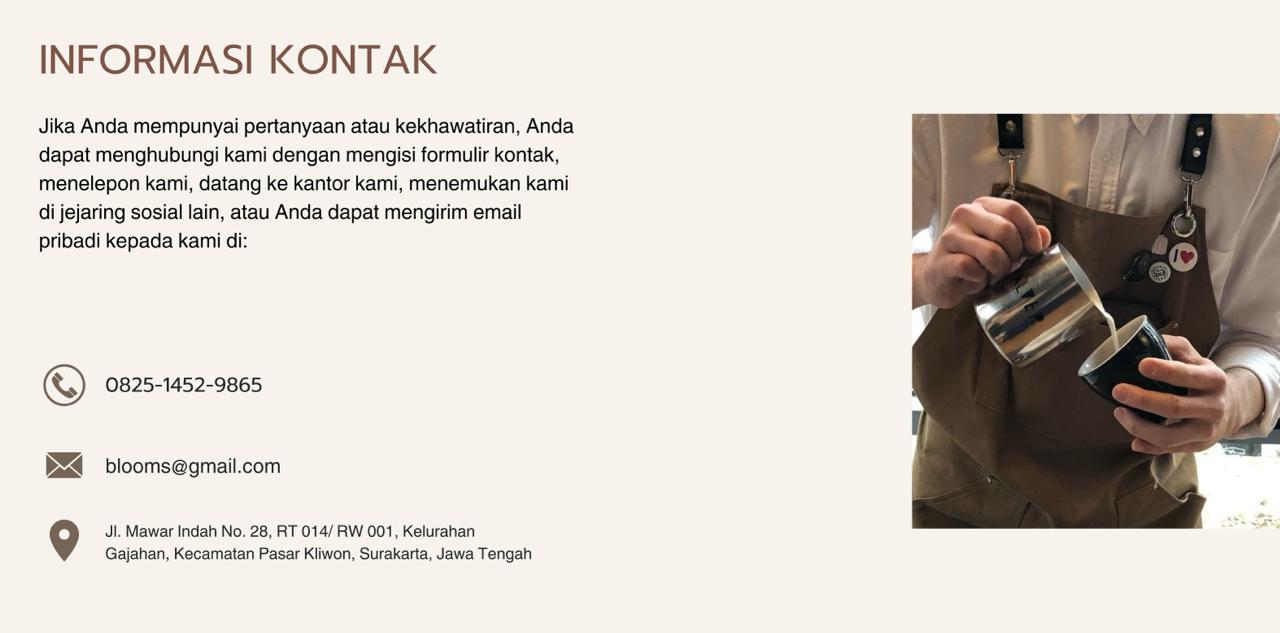 INFORMASI KONTAK
Jika Anda mempunyai pertanyaan atau kekhawatiran, Anda
dapat menghubungi kami dengan mengisi formulir kontak,
menelepon kami, datang ke kantor kami, menemukan kami
di jejaring sosial lain, atau Anda dapat mengirim email
pribadi kepada kami di:
0825-1452-9865
blooms@gmail.com
Jl. Mawar Indah No. 28, RT 014/ RW 001, Kelurahan
Gajahan, Kecamatan Pasar Kliwon, Surakarta, Jawa Tengah
I